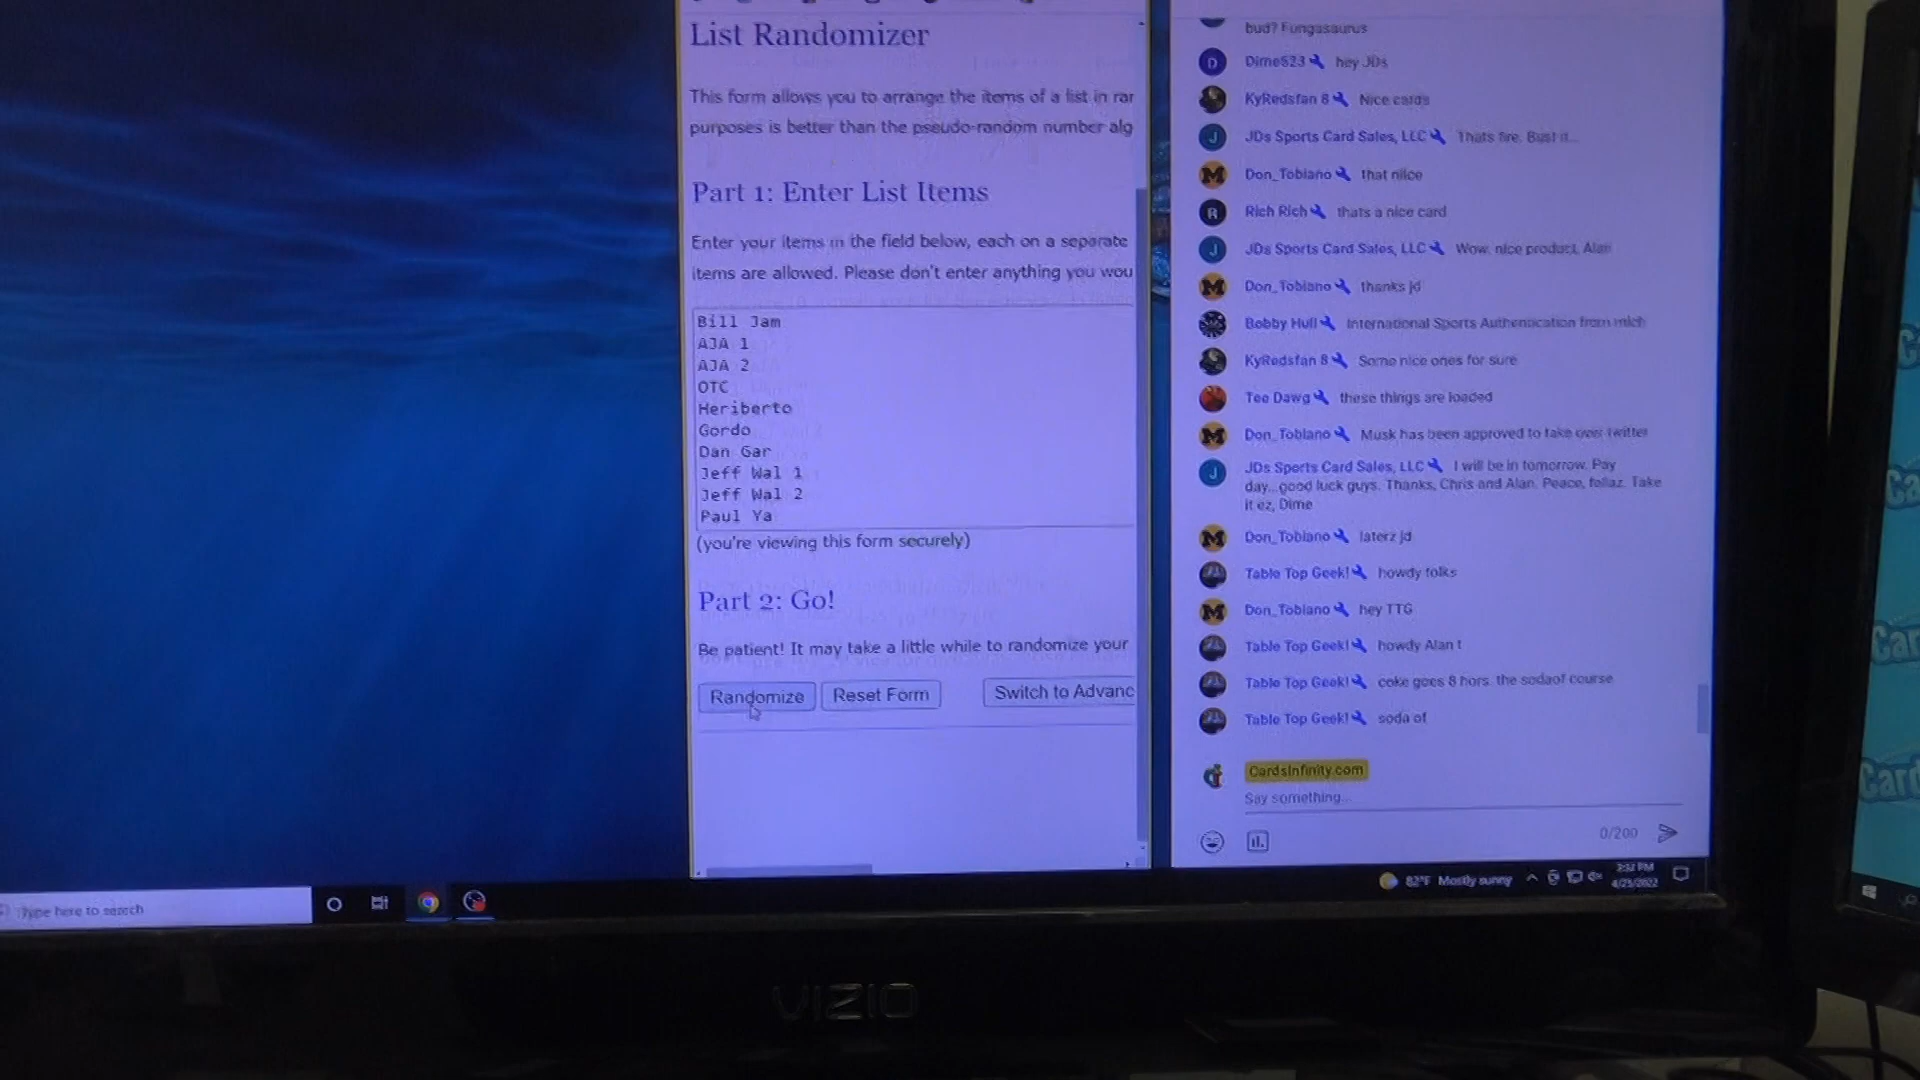 List Randomizer
This form allows you to arrange the items of a list in rar
purposes is better than the pseudo-random number alg
Part 1: Enter List Items
Enter your items in the field below, each on a separate
items are allowed. Please don't enter anything you wou
Bill Jam
AJA 1
AJA 2
OTC
Heriberto
Gordo
Dan Gar
Jeff Wal 1
Jeff Wal 2
Paul Ya
(you're viewing this form securely)
Part 2: Go!
Be patient! It may take a little while to randomize your
Randomize Reset Form Switch to Advanc
bud? Fungasaurus
D Dime823 hey JDs
KyRedsfan 8 Nice cards
J JDs Sports Card Sales, LLC Thats fire. Bust it...
M Don_Tobiano that niice
R Rich Rich thats a nice card
J JDs Sports Card Sales, LLC Wow. nice product, Alan
M Don_Tobiano thanks jd
Bobby Hull International Sports Authentication from mich
KyRedsfan 8 Some nice ones for sure
Tee Dawg these things are loaded
M Don_Tobiano Musk has been approved to take over twitter
J JDs Sports Card Sales, LLC I will be in tomorrow. Pay
day...good luck guys. Thanks, Chris and Alan. Peace, fellaz. Take
it ez, Dime
M Don_Tobiano laterz jd
Table Top Geek! howdy folks
M Don_Tobiano hey TTG
Table Top Geek! howdy Alan t
Table Top Geek! coke goes 8 hors. the sodaof course
Table Top Geek! soda of
CardsInfinity.com
Say something...
0/200
Type here to search
82°F Mostly sunny
2:32 PM
4/25/2022
VIZIO
Card